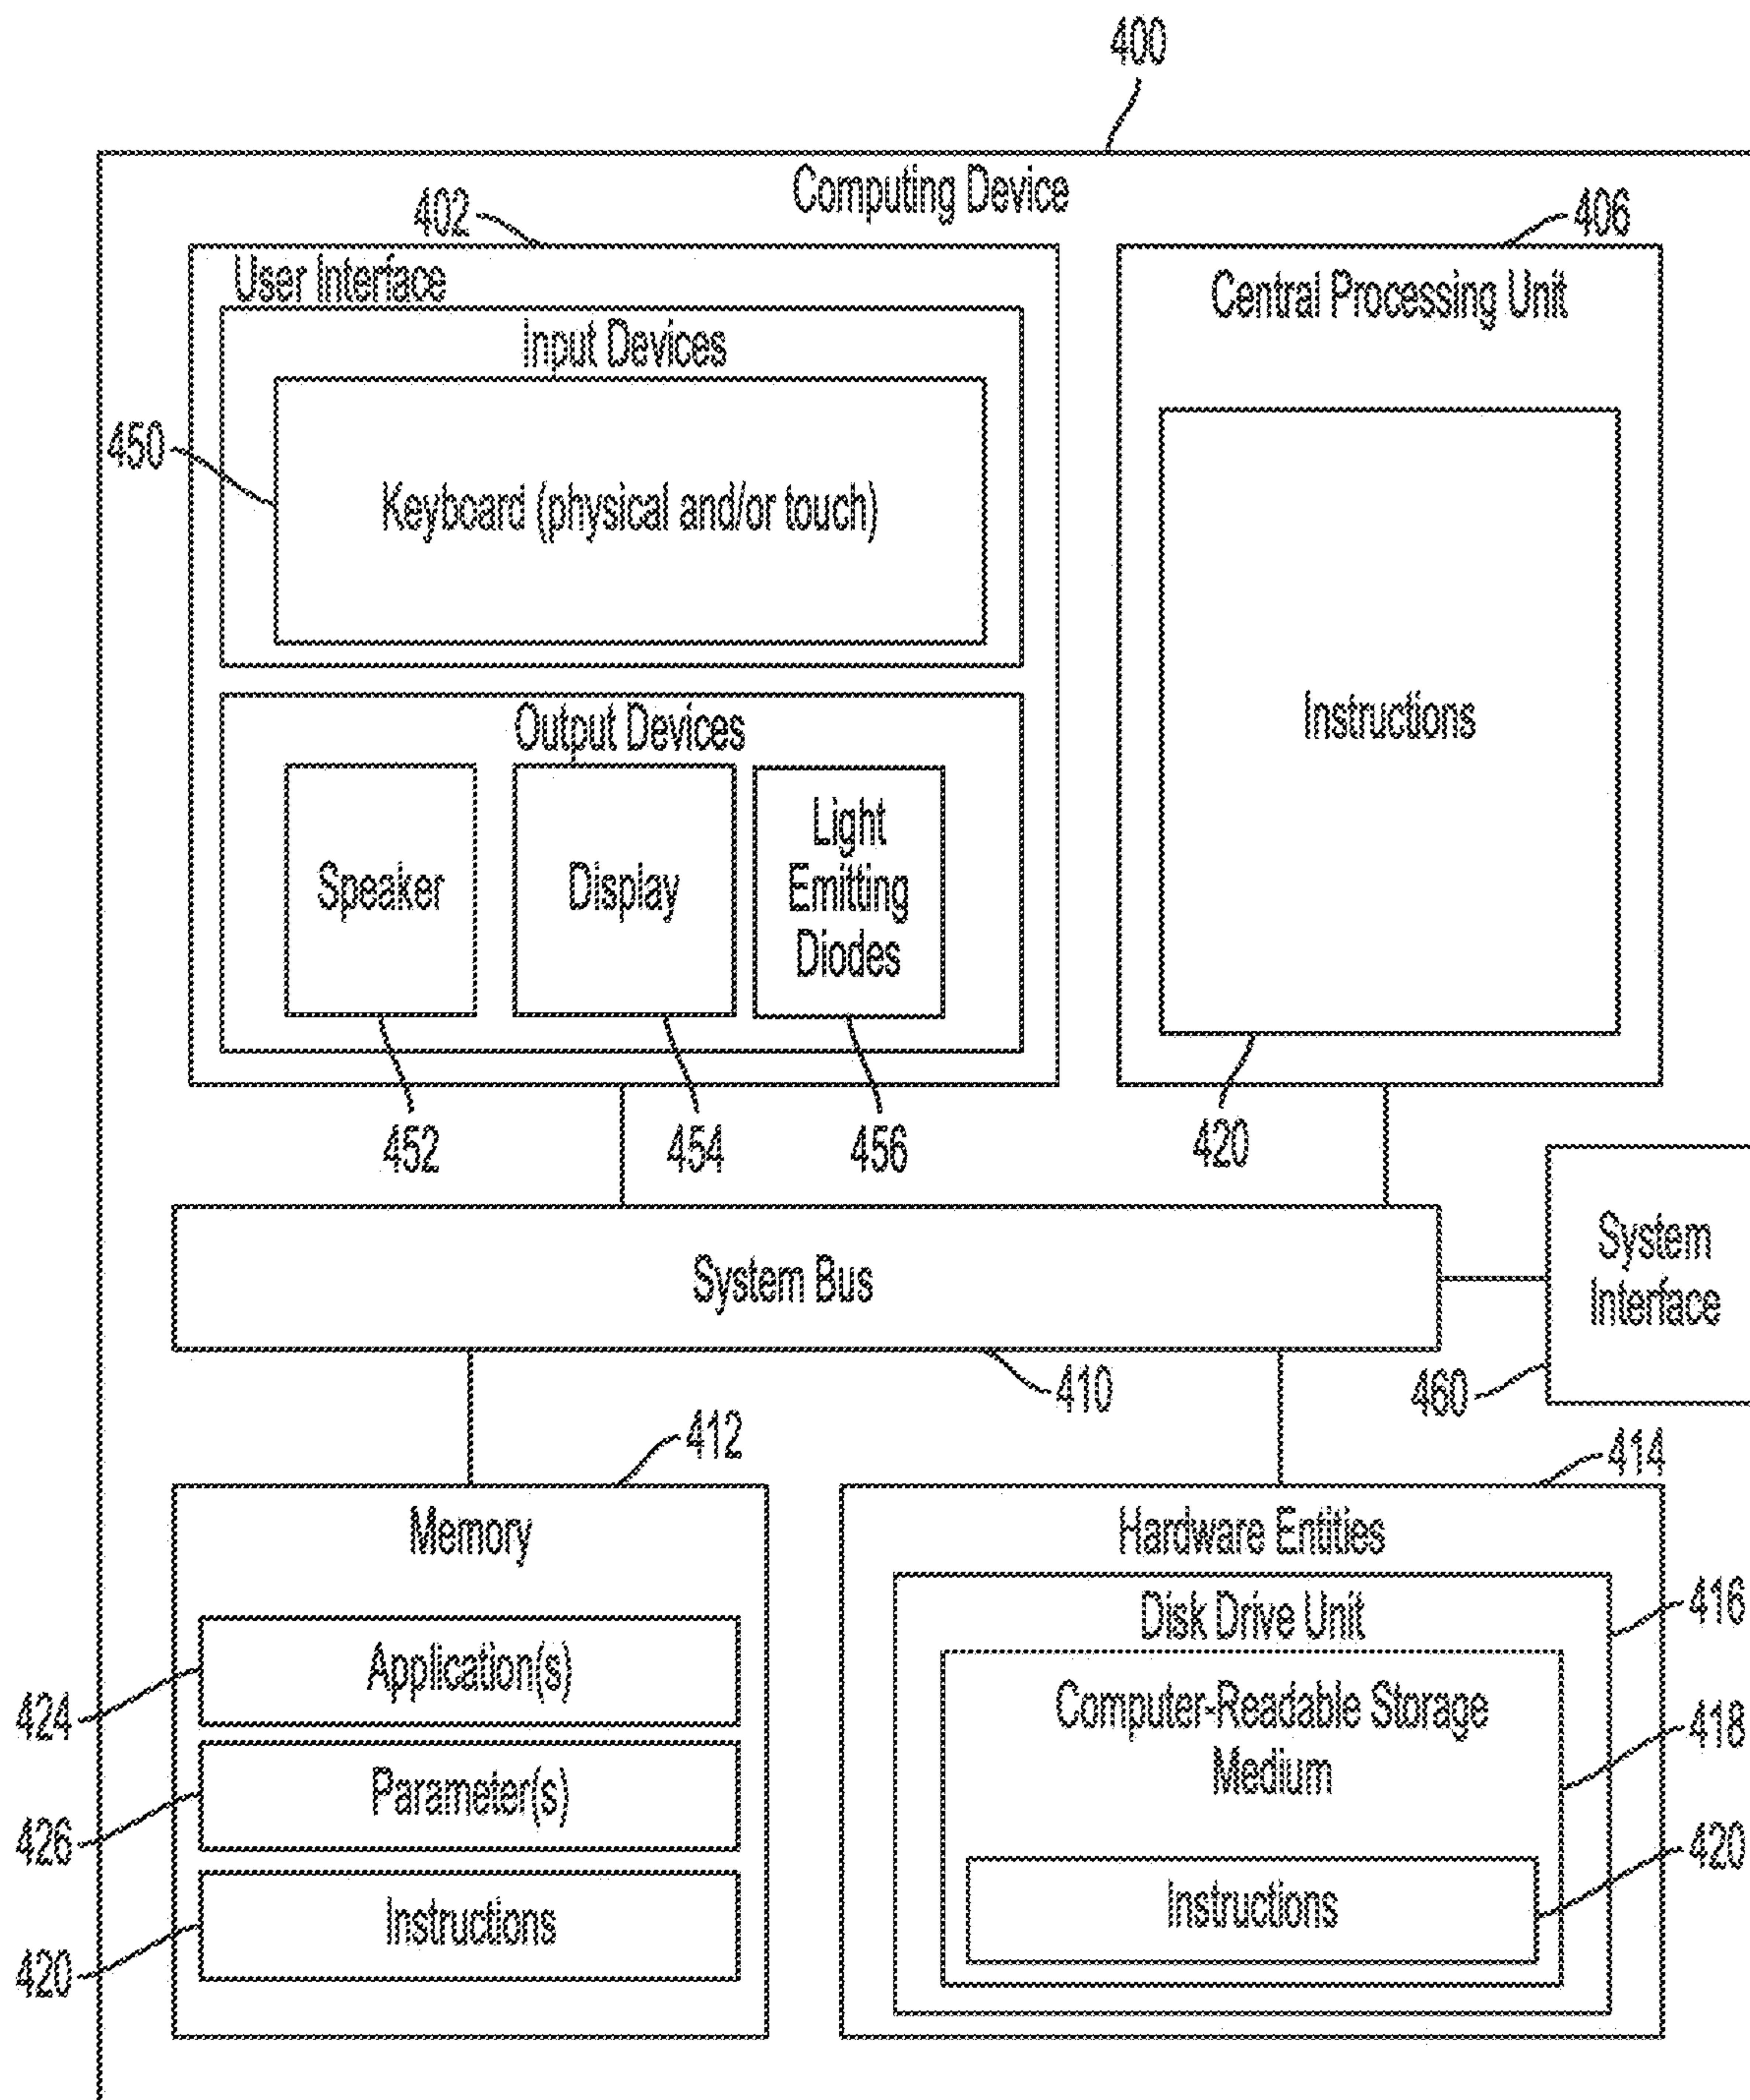 400
Computing Device
402
406
User Interface
Central Processing Unit
Input Devices
450
Keyboard (physical and/or touch)
Instructions
Output Devices
Speaker
Display
Light
Emitting
Diodes
452
454
456
420
System Bus
System
Interface
410
460
412
414
Memory
Hardware Entities
416
Disk Drive Unit
Application(s)
424
Computer-Readable Storage
Medium
418
Parameter(s)
426
420
Instructions
Instructions
420